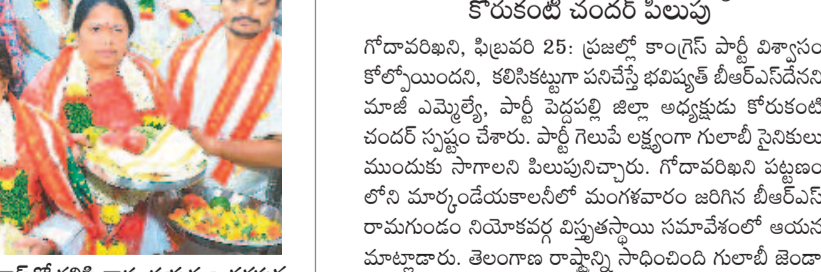 కోరుకంటి చందర్ పిలుపు
గోదావరిఖని, ఫిబ్రవరి 25: ప్రజల్లో కాంగ్రెస్ పార్టీ విశ్వాసం
కోల్పోయిందని, కలిసికట్టుగా పనిచేస్తే భవిష్యత్ బీఆర్ఎస్‌దేనని
మాజీ ఎమ్మెల్యే, పార్టీ పెద్దపల్లి జిల్లా అధ్యక్షుడు కోరుకంటి
చందర్ స్పష్టం చేశారు. పార్టీ గెలుపే లక్ష్యంగా గులాబీ సైనికులు
ముందుకు సాగాలని పిలుపునిచ్చారు. గోదావరిఖని పట్టణం
లోని మార్కండేయకాలనీలో మంగళవారం జరిగిన బీఆర్ఎస్
రామగుండం నియోకవర్గ విస్తృతస్థాయి సమావేశంలో ఆయన
మాట్లాడారు. తెలంగాణ రాష్ట్రాన్ని సాధించింది గులాబీ జెండా